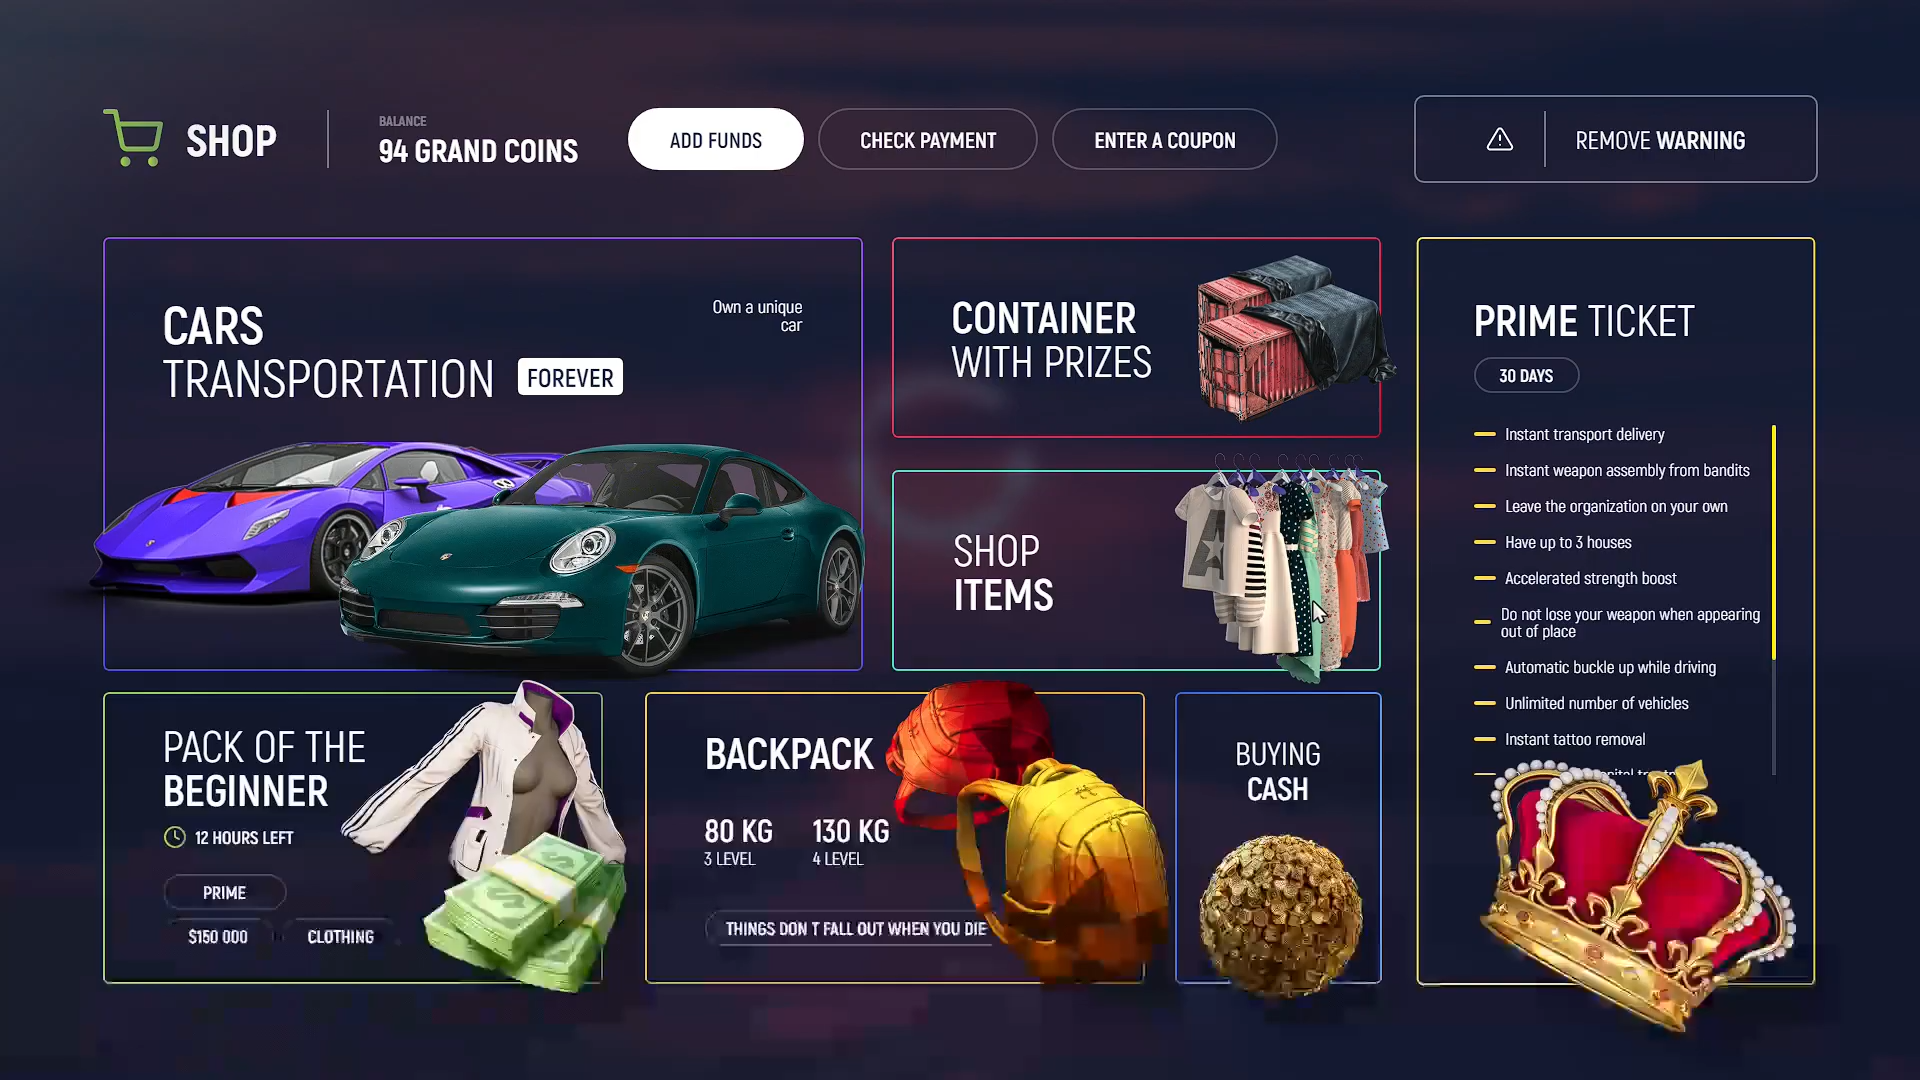 SHOP
BALANCE
94 GRAND COINS
ADD FUNDS
CHECK PAYMENT
ENTER A COUPON
REMOVE WARNING
CARS
TRANSPORTATION FOREVER
Own a unique
car
CONTAINER
WITH PRIZES
SHOP
ITEMS
PRIME TICKET
30 DAYS
Instant transport delivery
Instant weapon assembly from bandits
Leave the organization on your own
Have up to 3 houses
Accelerated strength boost
Do not lose your weapon when appearing
out of place
Automatic buckle up while driving
Unlimited number of vehicles
Instant tattoo removal
PACK OF THE
BEGINNER
12 HOURS LEFT
PRIME
$150 000
CLOTHING
BACKPACK
80 KG
3 LEVEL
130 KG
4 LEVEL
THINGS DON T FALL OUT WHEN YOU DIE
BUYING
CASH